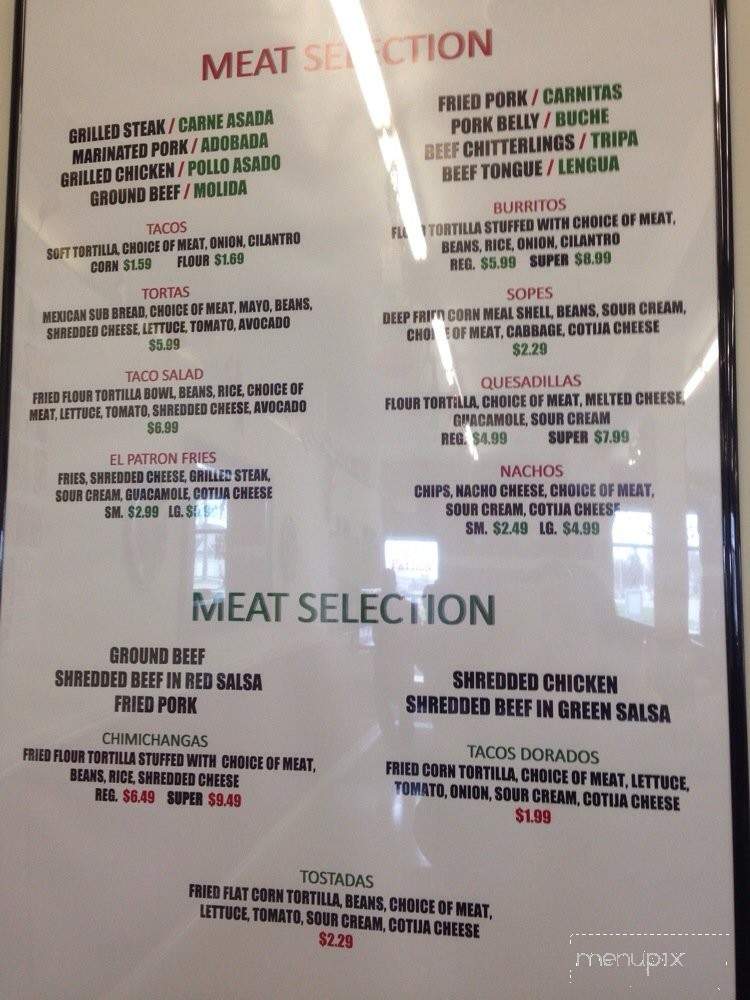 MEAT SELECTION
GRILLED STEAK / CARNE ASADA
MARINATED PORK / ADOBADA
GRILLED CHICKEN / POLLO ASADO
GROUND BEEF / MOLIDA
FRIED PORK / CARNITAS
PORK BELLY / BUCHE
BEEF CHITTERLINGS / TRIPA
BEEF TONGUE / LENGUA
TACOS
SOFT TORTILLA, CHOICE OF MEAT, ONION, CILANTRO
CORN $1.59 FLOUR $1.69
TORTAS
MEXICAN SUB BREAD, CHOICE OF MEAT, MAYO, BEANS,
SHREDDED CHEESE, LETTUCE, TOMATO, AVOCADO
$5.99
TACO SALAD
FRIED FLOUR TORTILLA BOWL, BEANS, RICE, CHOICE OF
MEAT, LETTUCE, TOMATO, SHREDDED CHEESE, AVOCADO
$6.99
EL PATRON FRIES
FRIES, SHREDDED CHEESE, GRILLED STEAK,
SOUR CREAM, GUACAMOLE, COTIJA CHEESE
SM. $2.99 LG.
BURRITOS
FLOUR TORTILLA STUFFED WITH CHOICE OF MEAT,
BEANS, RICE, ONION, CILANTRO
REG. $5.99 SUPER $8.99
SOPES
DEEP FRIED CORN MEAL SHELL, BEANS, SOUR CREAM,
CHOICE OF MEAT, CABBAGE, COTIJA CHEESE
$2.29
QUESADILLAS
FLOUR TORTILLA, CHOICE OF MEAT, MELTED CHEESE,
GUACAMOLE, SOUR CREAM
REG. $4.99 SUPER $7.99
NACHOS
CHIPS, NACHO CHEESE, CHOICE OF MEAT,
SOUR CREAM, COTIJA CHEESE
SM. $2.49 LG. $4.99
MEAT SELECTION
GROUND BEEF
SHREDDED BEEF IN RED SALSA
FRIED PORK
SHREDDED CHICKEN
SHREDDED BEEF IN GREEN SALSA
CHIMICHANGAS
FRIED FLOUR TORTILLA STUFFED WITH CHOICE OF MEAT,
BEANS, RICE, SHREDDED CHEESE
REG. $6.49 SUPER $9.49
TACOS DORADOS
FRIED CORN TORTILLA, CHOICE OF MEAT, LETTUCE,
TOMATO, ONION, SOUR CREAM, COTIJA CHEESE
$1.99
TOSTADAS
FRIED FLAT CORN TORTILLA, BEANS, CHOICE OF MEAT,
LETTUCE, TOMATO, SOUR CREAM, COTIJA CHEESE
$2.29
menupix